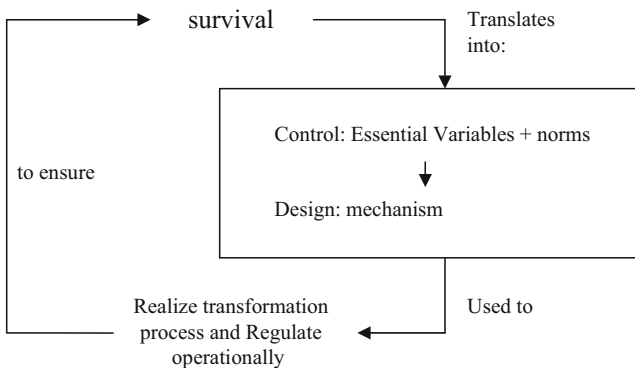 survival
Translates
into:
Control: Essential Variables + norms
to ensure
Design: mechanism
Realize transformation
process and Regulate
operationally
Used to